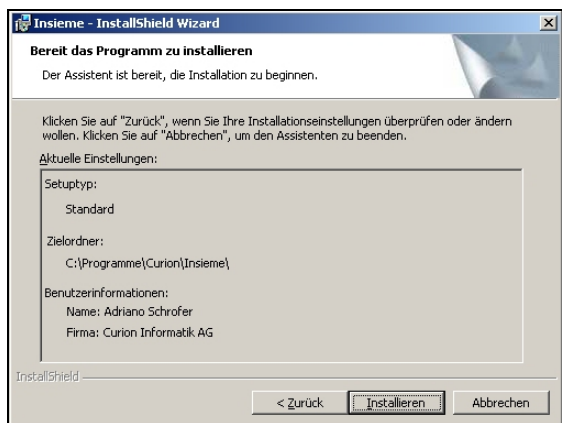 Insieme - InstallShield Wizard
Bereit das Programm zu installieren
Der Assistent ist bereit, die Installation zu beginnen.
Klicken Sie auf "Zurück", wenn Sie Ihre Installationseinstellungen überprüfen oder ändern
wollen. Klicken Sie auf "Abbrechen", um den Assistenten zu beenden.
Aktuelle Einstellungen:
Setuptyp:
Standard
Zielordner:
C:\Programme\Curion\Insieme\
Benutzerinformationen:
Name: Adriano Schrofer
Firma: Curion Informatik AG
InstallShield
< Zurück Installieren Abbrechen